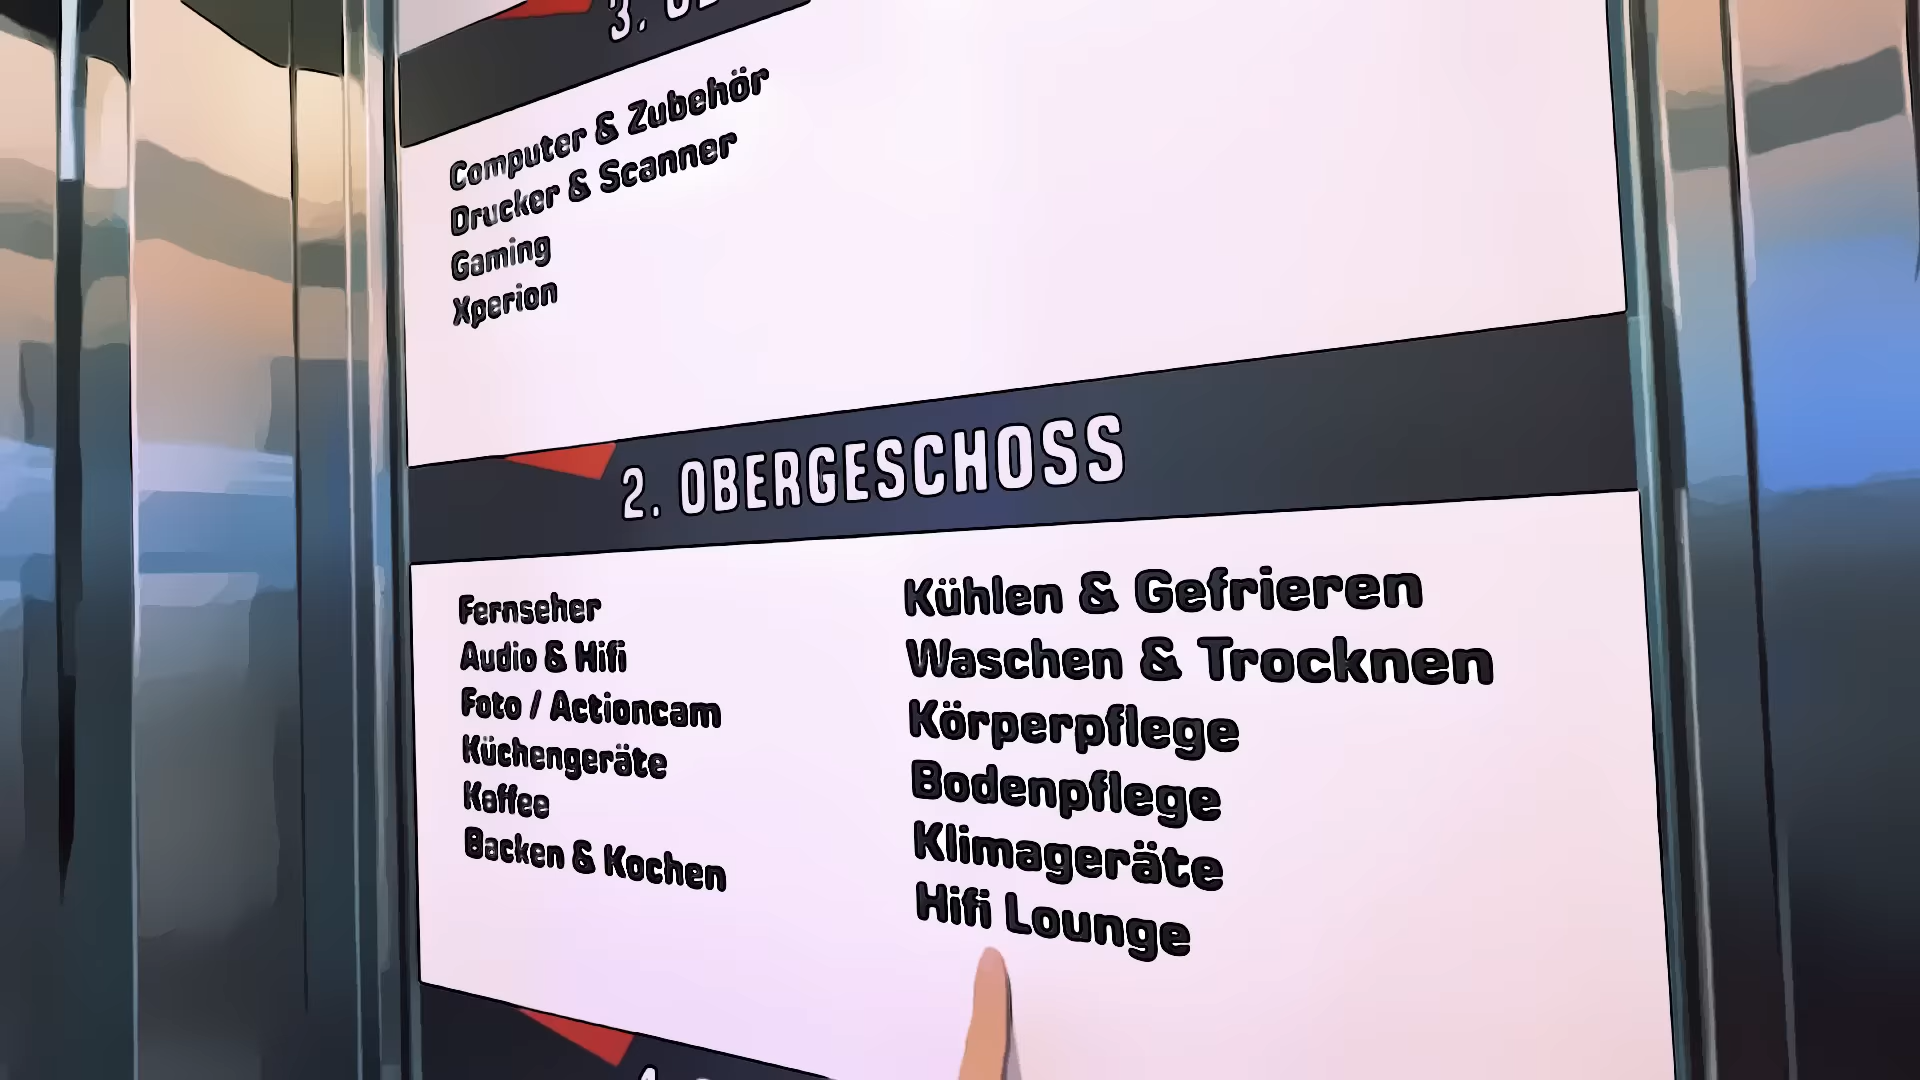 Computer & Zubehör
Drucker & Scanner
Gaming
Xperion
2. OBERGESCHOSS
Fernseher
Audio & Hifi
Foto / Actioncam
Küchengeräte
Kaffee
Backen & Kochen
Kühlen & Gefrieren
Waschen & Trocknen
Körperpflege
Bodenpflege
Klimageräte
Hifi Lounge